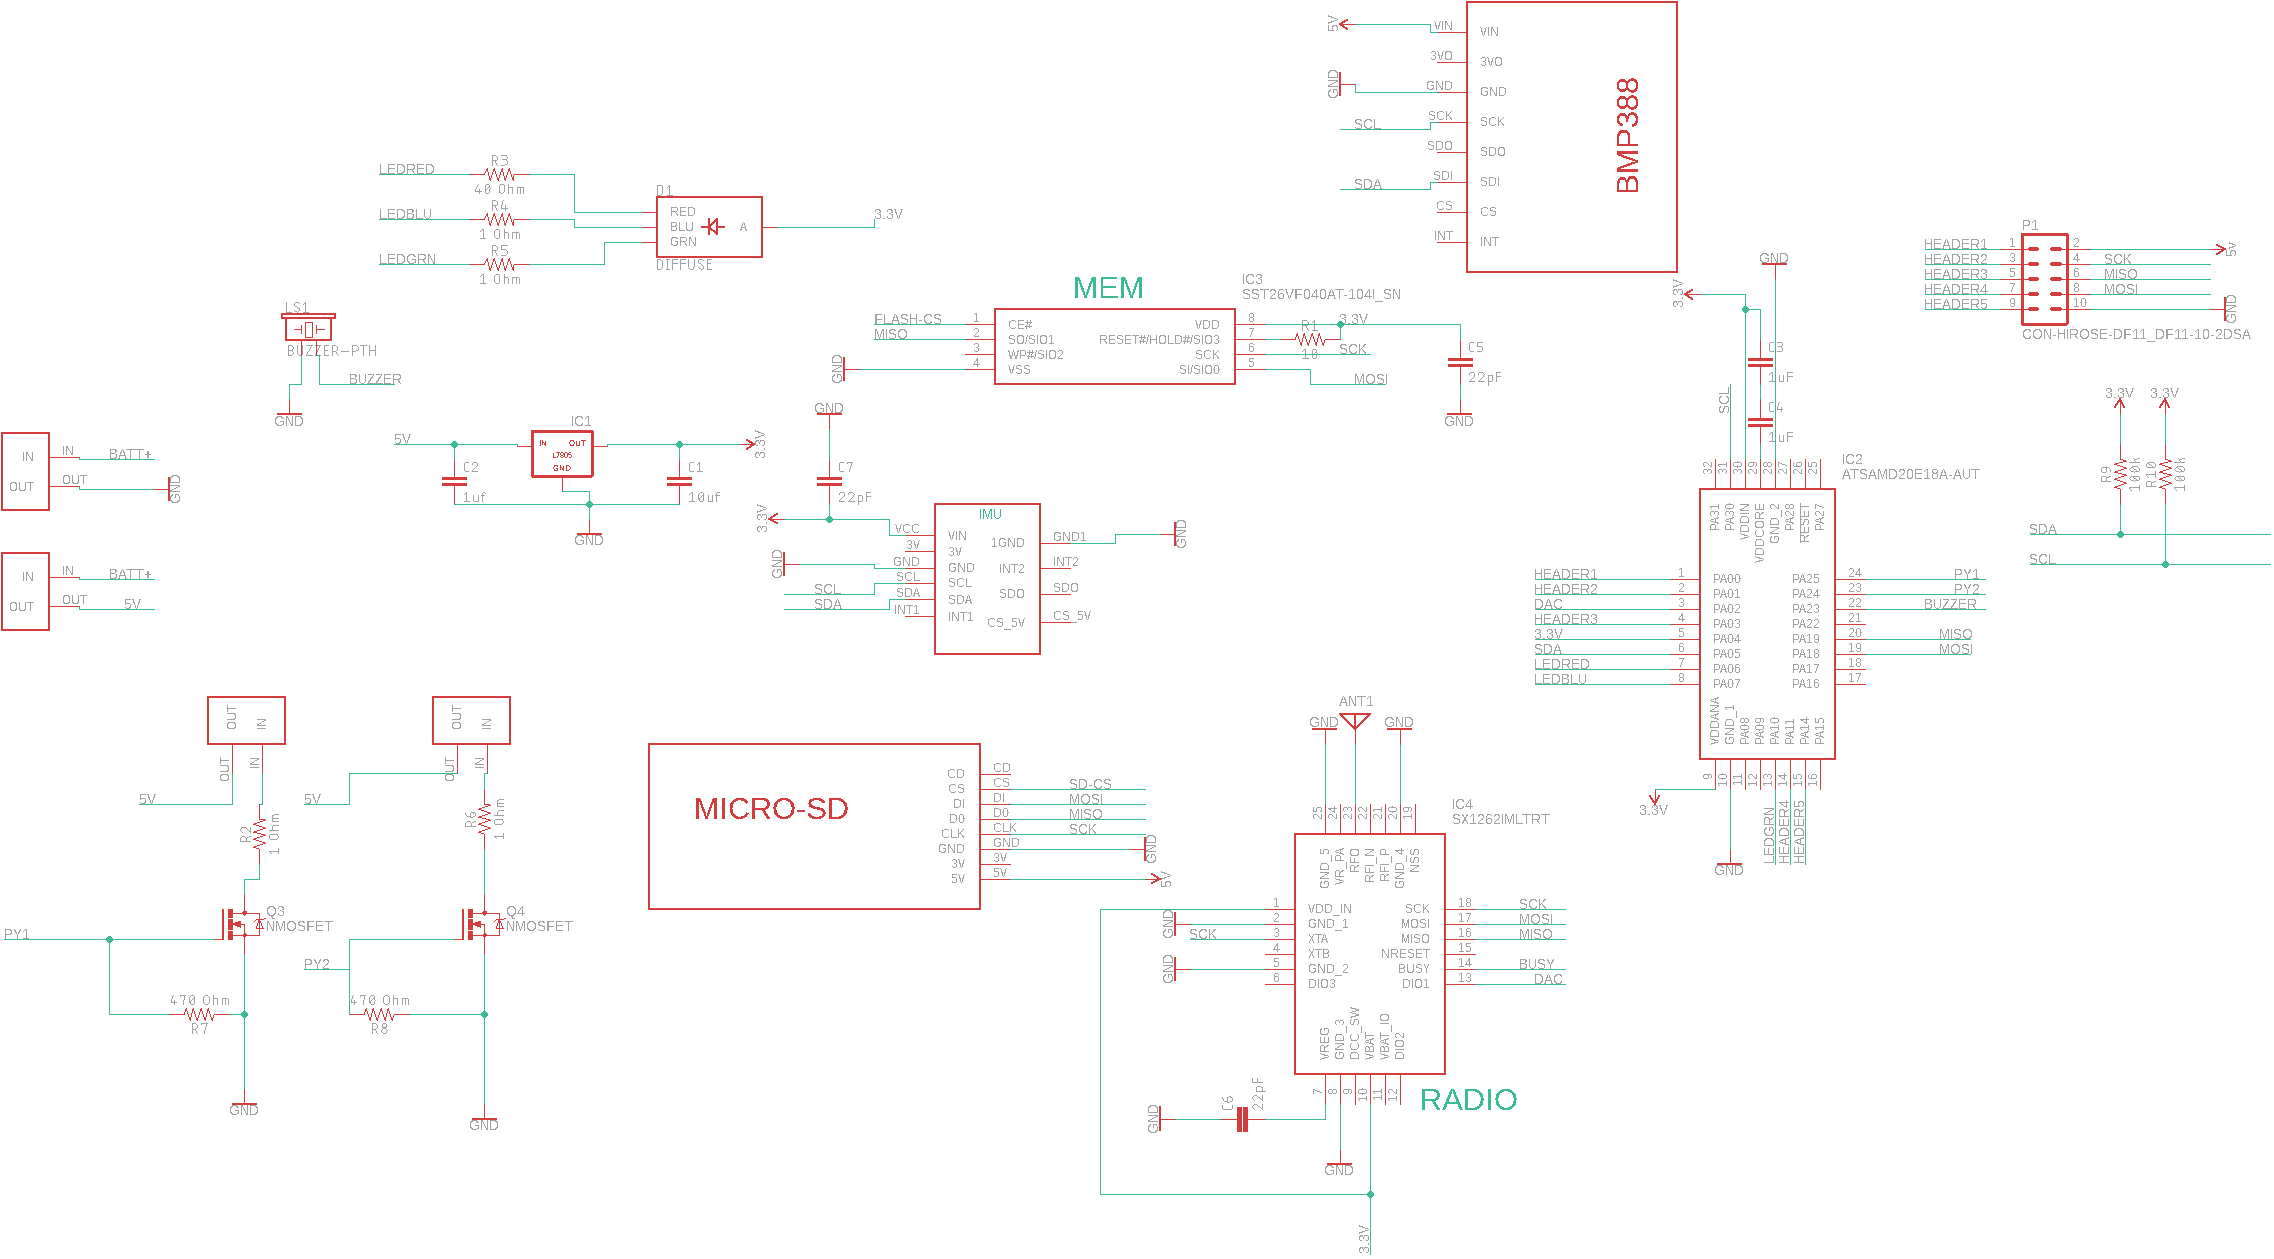 5V
VIN
VIN
3VO
3VO
GND
GND
GND
SCL
SCK
SCK
SDO
SDO
SDA
SDI
SDI
CS
CS
INT
INT
BMP388
LEDRED
R3
40 Ohm
LEDBLU
R4
1 Ohm
LEDGRN
R5
1 Ohm
D1
RED
BLU
GRN
A
DIFFUSE
3.3V
LS1
BUZZER-PTH
BUZZER
GND
MEM
IC3
SST26VF040AT-104I_SN
FLASH-CS
MISO
1
2
3
4
CE#
SO/SIO1
WP#/SIO2
VSS
VDD
RESET#/HOLD#/SIO3
SCK
SI/SIO0
8
7
6
5
3.3V
R1
10
SCK
MOSI
C5
22pF
GND
GND
P1
HEADER1
HEADER2
HEADER3
HEADER4
HEADER5
1
3
5
7
9
2
4
6
8
10
5v
SCK
MISO
MOSI
GND
CON-HIROSE-DF11_DF11-10-2DSA
IN
OUT
IN
BATT+
OUT
GND
IN
OUT
IN
BATT+
OUT
5V
5V
IC1
IN
OuT
L7805
GND
3.3V
C2
1uf
C1
10uf
GND
GND
C7
22pF
3.3V
IMU
VCC
VIN
3V
3V
GND
GND
GND
SCL
SCL
SCL
SDA
SDA
SDA
INT1
INT1
1GND
GND1
GND
INT2
INT2
SDO
SDO
CS_5V
CS_5V
GND
3.3V
C3
1uF
SCL
C4
1uF
IC2
ATSAMD20E18A-AUT
32
31
30
29
28
27
26
25
PA31
PA30
VDDIN
VDDCORE
GND_2
PA28
RESET
PA27
HEADER1
HEADER2
DAC
HEADER3
3.3V
SDA
LEDRED
LEDBLU
1
2
3
4
5
6
7
8
PA00
PA01
PA02
PA03
PA04
PA05
PA06
PA07
PA25
PA24
PA23
PA22
PA19
PA18
PA17
PA16
24
23
22
21
20
19
18
17
PY1
PY2
BUZZER
MISO
MOSI
VDDANA
GND_1
PA08
PA09
PA10
PA11
PA14
PA15
9
10
11
12
13
14
15
16
3.3V
GND
LEDGRN
HEADER4
HEADER5
3.3V
3.3V
R9
100k
R10
100k
SDA
SCL
OUT
IN
OUT
IN
5V
R2
1 Ohm
Q3
NMOSFET
PY1
470 Ohm
R7
GND
OUT
IN
OUT
IN
5V
R6
1 Ohm
Q4
NMOSFET
PY2
470 Ohm
R8
GND
MICRO-SD
CD
CS
DI
D0
CLK
GND
3V
5V
CD
CS
DI
D0
CLK
GND
3V
5V
SD-CS
MOSI
MISO
SCK
GND
5V
ANT1
GND
GND
IC4
SX1262IMLTRT
25
24
23
22
21
20
19
GND_5
VR_PA
RFO
RFI_N
RFI_P
GND_4
NSS
GND
SCK
GND
1
2
3
4
5
6
VDD_IN
GND_1
XTA
XTB
GND_2
DIO3
SCK
MOSI
MISO
NRESET
BUSY
DIO1
18
17
16
15
14
13
SCK
MOSI
MISO
BUSY
DAC
VREG
GND_3
DCC_SW
VBAT
VBAT_IO
DIO2
7
8
9
10
11
12
RADIO
GND
C6
22pF
GND
3.3V